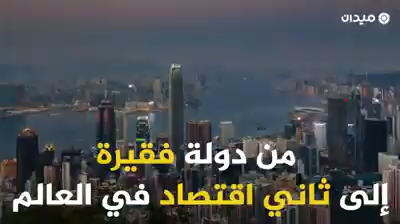 ميدان
من دولة فقيرة
إلى ثاني اقتصاد في العالم